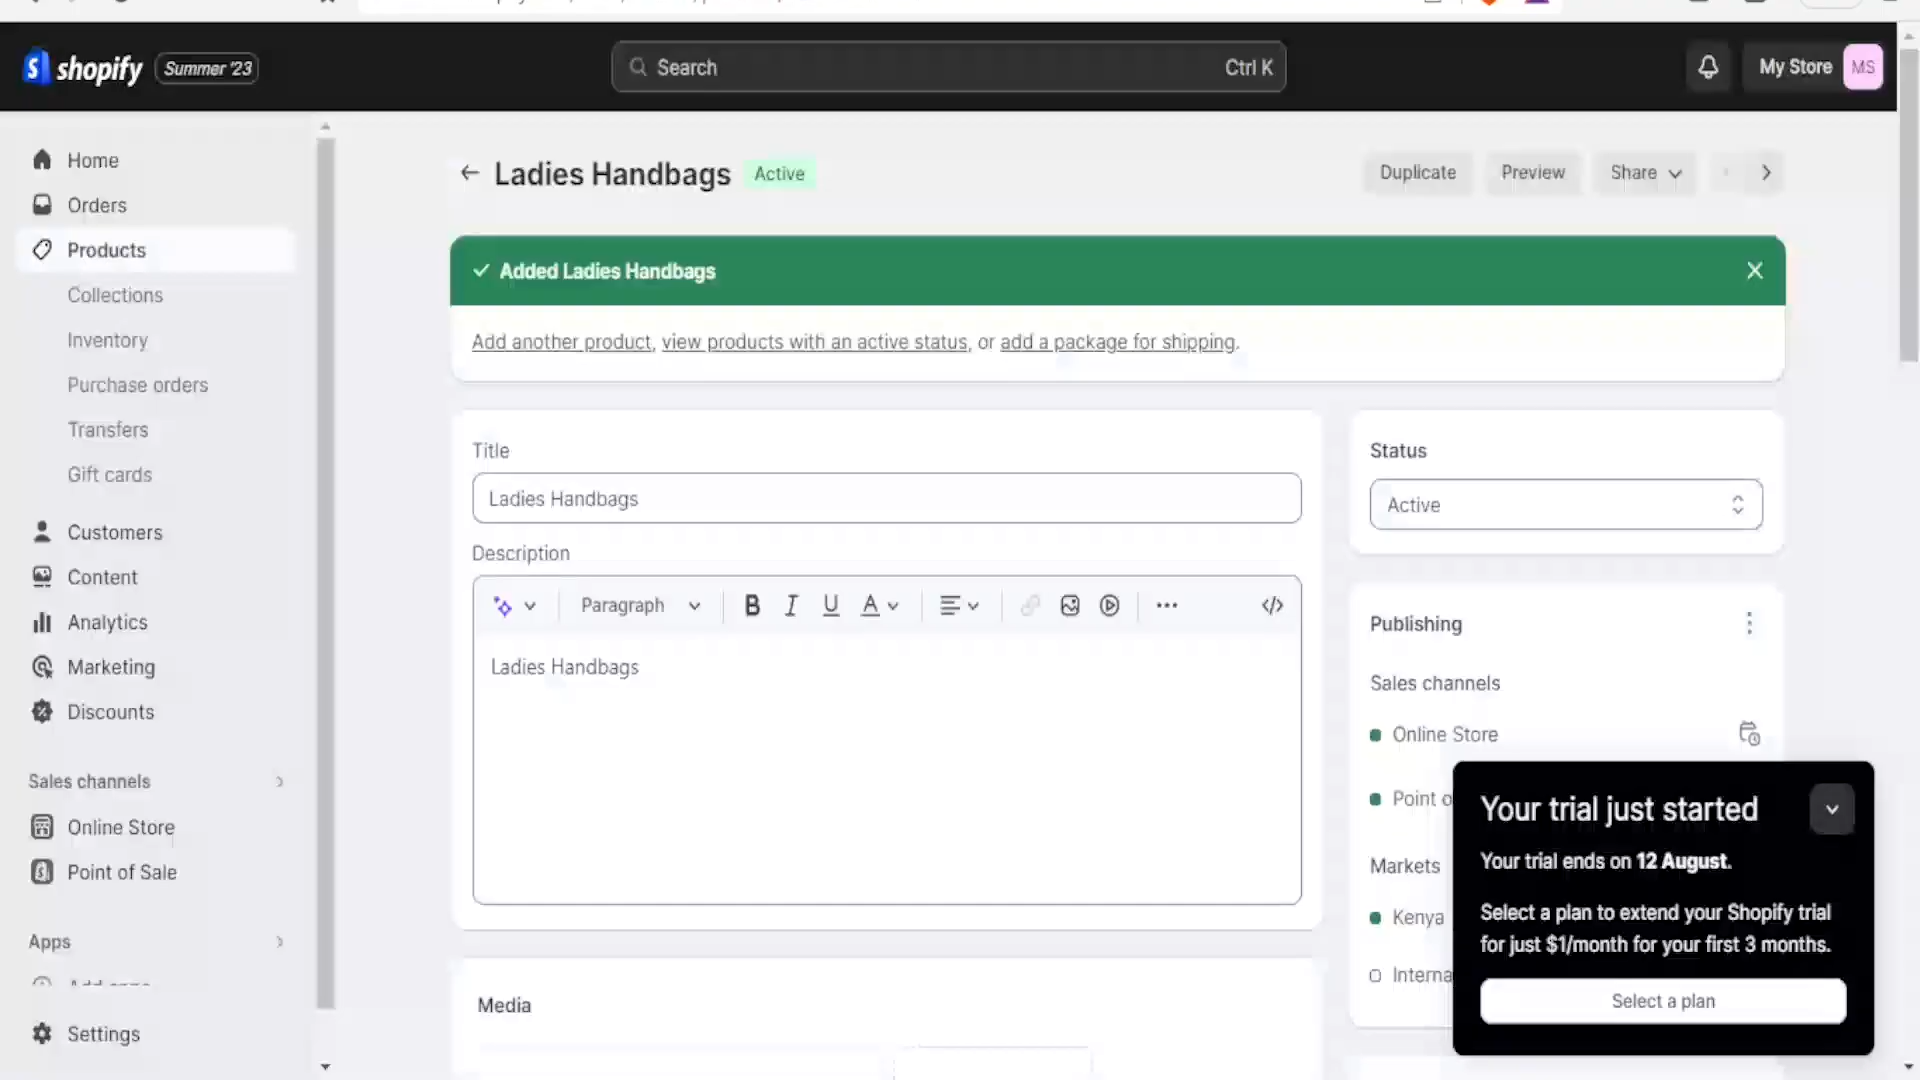 shopify
Summer '23
Search
Ctrl K
My Store
MS
Home
Orders
Products
Collections
Inventory
Purchase orders
Transfers
Gift cards
Customers
Content
Analytics
Marketing
Discounts
Sales channels
Online Store
Point of Sale
Apps
Settings
Ladies Handbags
Active
Duplicate
Preview
Share
Added Ladies Handbags
Add another product, view products with an active status, or add a package for shipping.
Title
Ladies Handbags
Description
Paragraph
B I U A
Ladies Handbags
Media
Status
Active
Publishing
Sales channels
Online Store
Point o
Markets
Kenya
Interna
Your trial just started
Your trial ends on 12 August.
Select a plan to extend your Shopify trial
for just $1/month for your first 3 months.
Select a plan